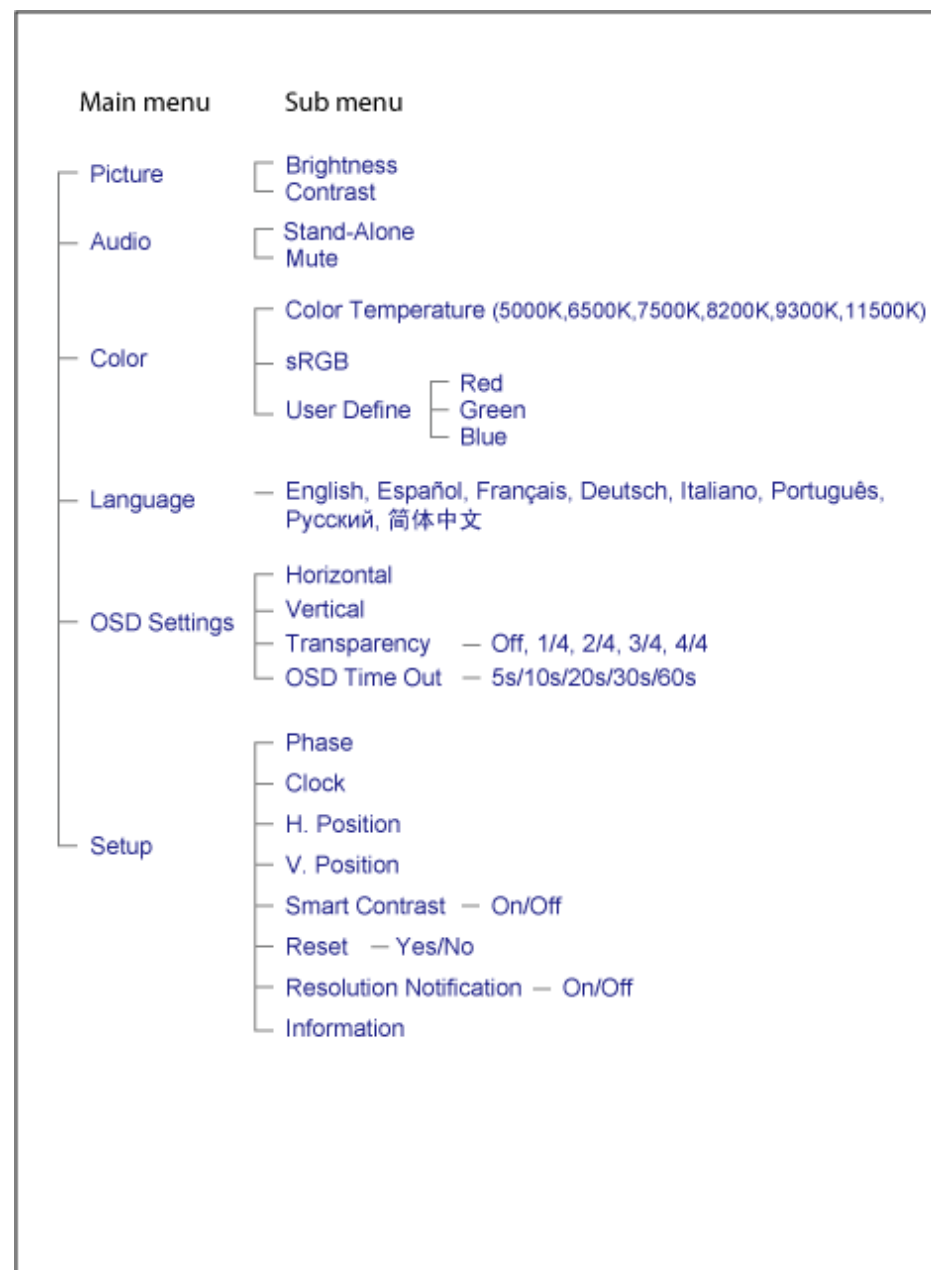 Main menu Sub menu
Picture Brightness
Contrast
Audio Stand-Alone
Mute
Color Temperature (5000K,6500K,7500K,8200K,9300K,11500K)
Color sRGB
Red
User Define Green
Blue
Language English, Español, Français, Deutsch, Italiano, Português,
Русский, 简体中文
Horizontal
Vertical
OSD Settings
Transparency — Off, 1/4, 2/4, 3/4, 4/4
OSD Time Out — 5s/10s/20s/30s/60s
Phase
Clock
H. Position
Setup
V. Position
Smart Contrast — On/Off
Reset — Yes/No
Resolution Notification — On/Off
Information